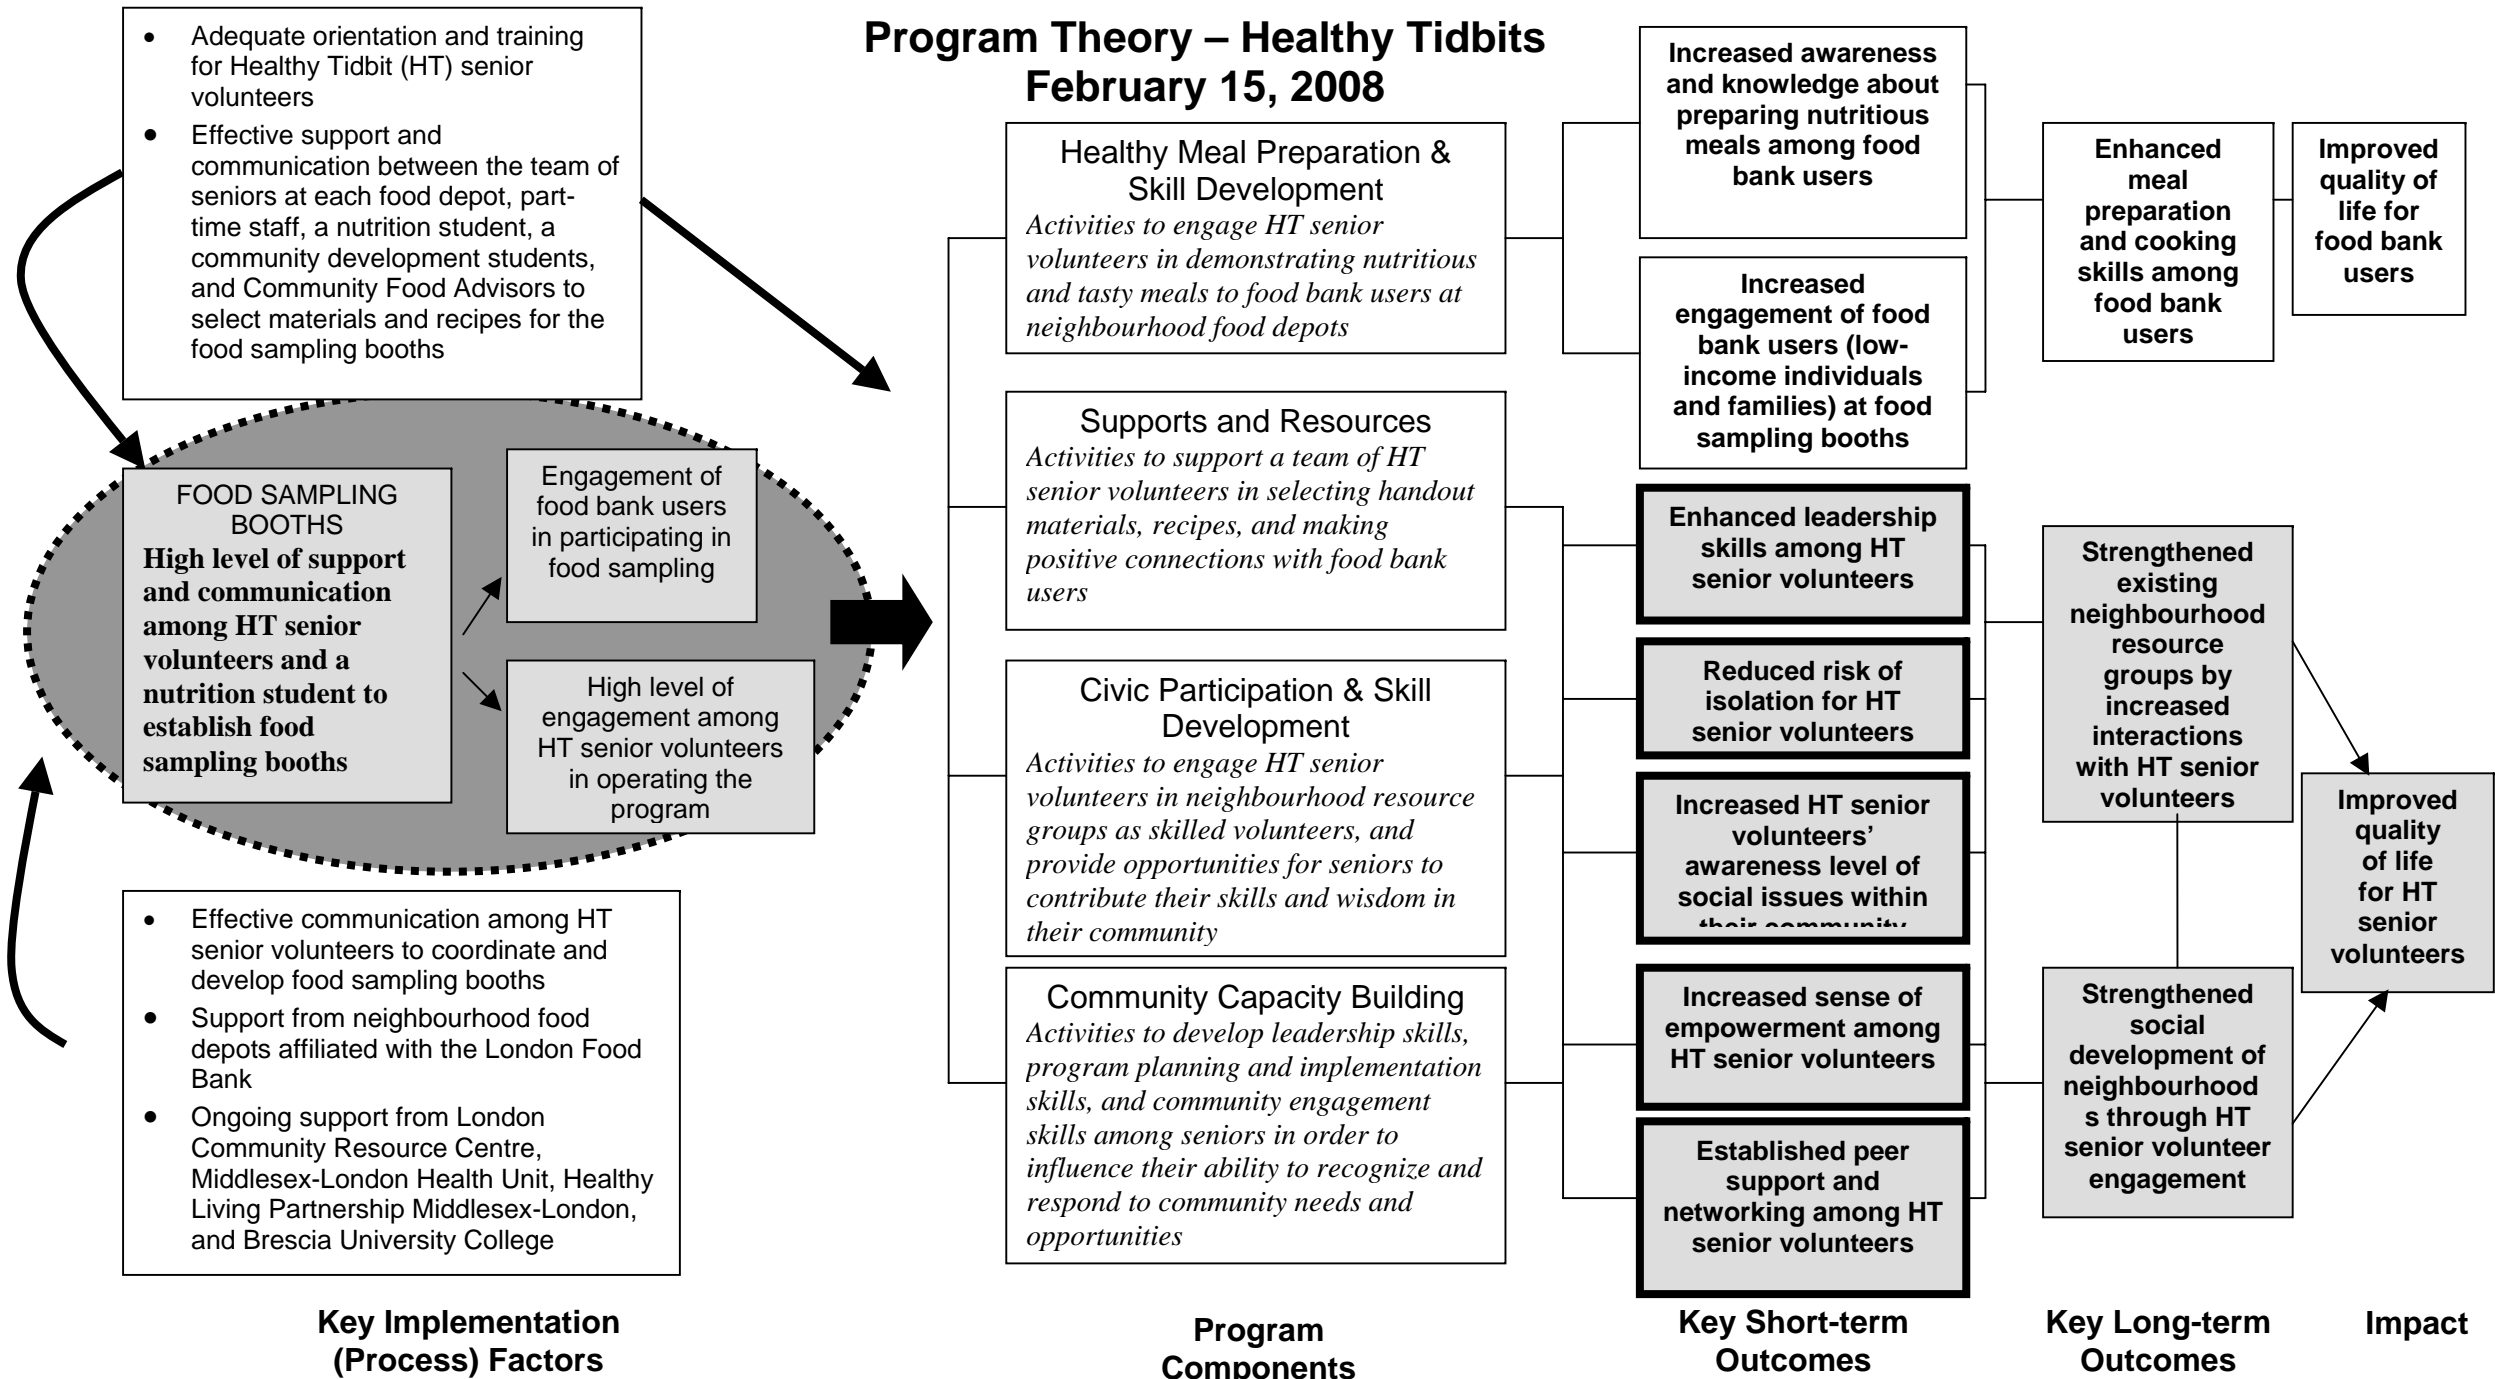 Program Theory – Healthy Tidbits
February 15, 2008
• Adequate orientation and training
for Healthy Tidbit (HT) senior
volunteers
• Effective support and
communication between the team of
seniors at each food depot, part-
time staff, a nutrition student, a
community development students,
and Community Food Advisors to
select materials and recipes for the
food sampling booths
FOOD SAMPLING
BOOTHS
High level of support
and communication
among HT senior
volunteers and a
nutrition student to
establish food
sampling booths
Engagement of
food bank users
in participating in
food sampling
High level of
engagement among
HT senior volunteers
in operating the
program
• Effective communication among HT
senior volunteers to coordinate and
develop food sampling booths
• Support from neighbourhood food
depots affiliated with the London Food
Bank
• Ongoing support from London
Community Resource Centre,
Middlesex-London Health Unit, Healthy
Living Partnership Middlesex-London,
and Brescia University College
Key Implementation
(Process) Factors
Healthy Meal Preparation &
Skill Development
Activities to engage HT senior
volunteers in demonstrating nutritious
and tasty meals to food bank users at
neighbourhood food depots
Supports and Resources
Activities to support a team of HT
senior volunteers in selecting handout
materials, recipes, and making
positive connections with food bank
users
Civic Participation & Skill
Development
Activities to engage HT senior
volunteers in neighbourhood resource
groups as skilled volunteers, and
provide opportunities for seniors to
contribute their skills and wisdom in
their community
Community Capacity Building
Activities to develop leadership skills,
program planning and implementation
skills, and community engagement
skills among seniors in order to
influence their ability to recognize and
respond to community needs and
opportunities
Program
Components
Increased awareness
and knowledge about
preparing nutritious
meals among food
bank users
Increased
engagement of food
bank users (low-
income individuals
and families) at food
sampling booths
Enhanced leadership
skills among HT
senior volunteers
Reduced risk of
isolation for HT
senior volunteers
Increased HT senior
volunteers’
awareness level of
social issues within
their community
Increased sense of
empowerment among
HT senior volunteers
Established peer
support and
networking among HT
senior volunteers
Key Short-term
Outcomes
Enhanced
meal
preparation
and cooking
skills among
food bank
users
Strengthened
existing
neighbourhood
resource
groups by
increased
interactions
with HT senior
volunteers
Strengthened
social
development of
neighbourhood
s through HT
senior volunteer
engagement
Key Long-term
Outcomes
Improved
quality of
life for
food bank
users
Improved
quality
of life
for HT
senior
volunteers
Impact